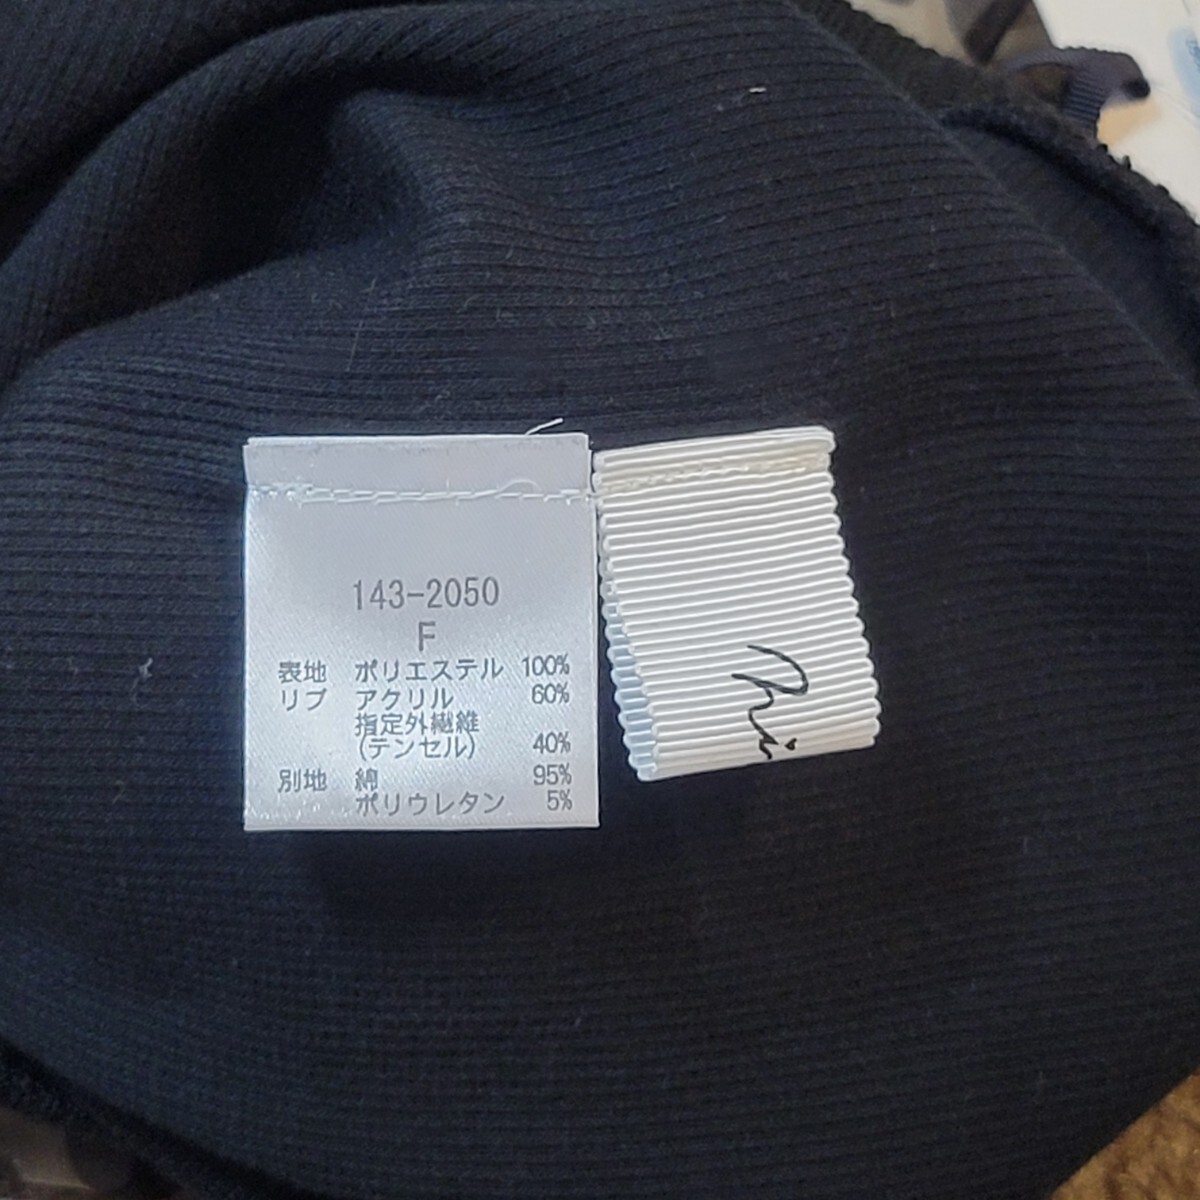 143-2050
F
表地 ポリエステル 100%
リブ アクリル 60%
指定外繊維
(テンセル) 40%
別地 綿 95%
ポリウレタン 5%